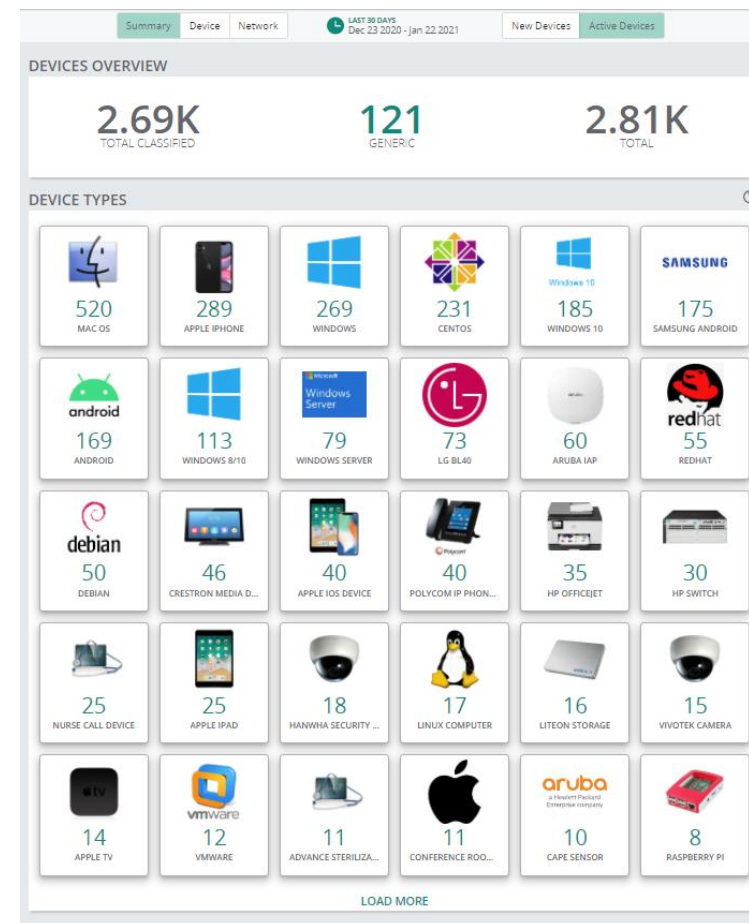 Summary Device Network LAST 30 DAYS New Devices Active Devices
Dec 23 2020 - Jan 22 2021
DEVICES OVERVIEW
2.69K 121 2.81K
TOTAL CLASSIFIED GENERIC TOTAL
DEVICE TYPES
Windows 10 SAMSUNG
520 289 269 231 185 175
MAC OS APPLE IPHONE WINDOWS CENTOS WINDOWS 10 SAMSUNG ANDROID
Microsoft
Windows
Server
android redhat
169 113 79 73 60 55
ANDROID WINDOWS 8/10 WINDOWS SERVER LG BL40 ARUBA IAP REDHAT
debian Polycom
50 46 40 40 35 30
DEBIAN CRESTRON MEDIA D... APPLE IOS DEVICE POLYCOM IP PHON... HP OFFICEJET HP SWITCH
25 25 18 17 16 15
NURSE CALL DEVICE APPLE IPAD HANWHA SECURITY ... LINUX COMPUTER LITEON STORAGE VIVOTEK CAMERA
tv vmware aruba
a Hewlett Packard
Enterprise company
14 12 11 11 10 8
APPLE TV VMWARE ADVANCE STERILIZA... CONFERENCE ROO... CAPE SENSOR RASPBERRY PI
LOAD MORE